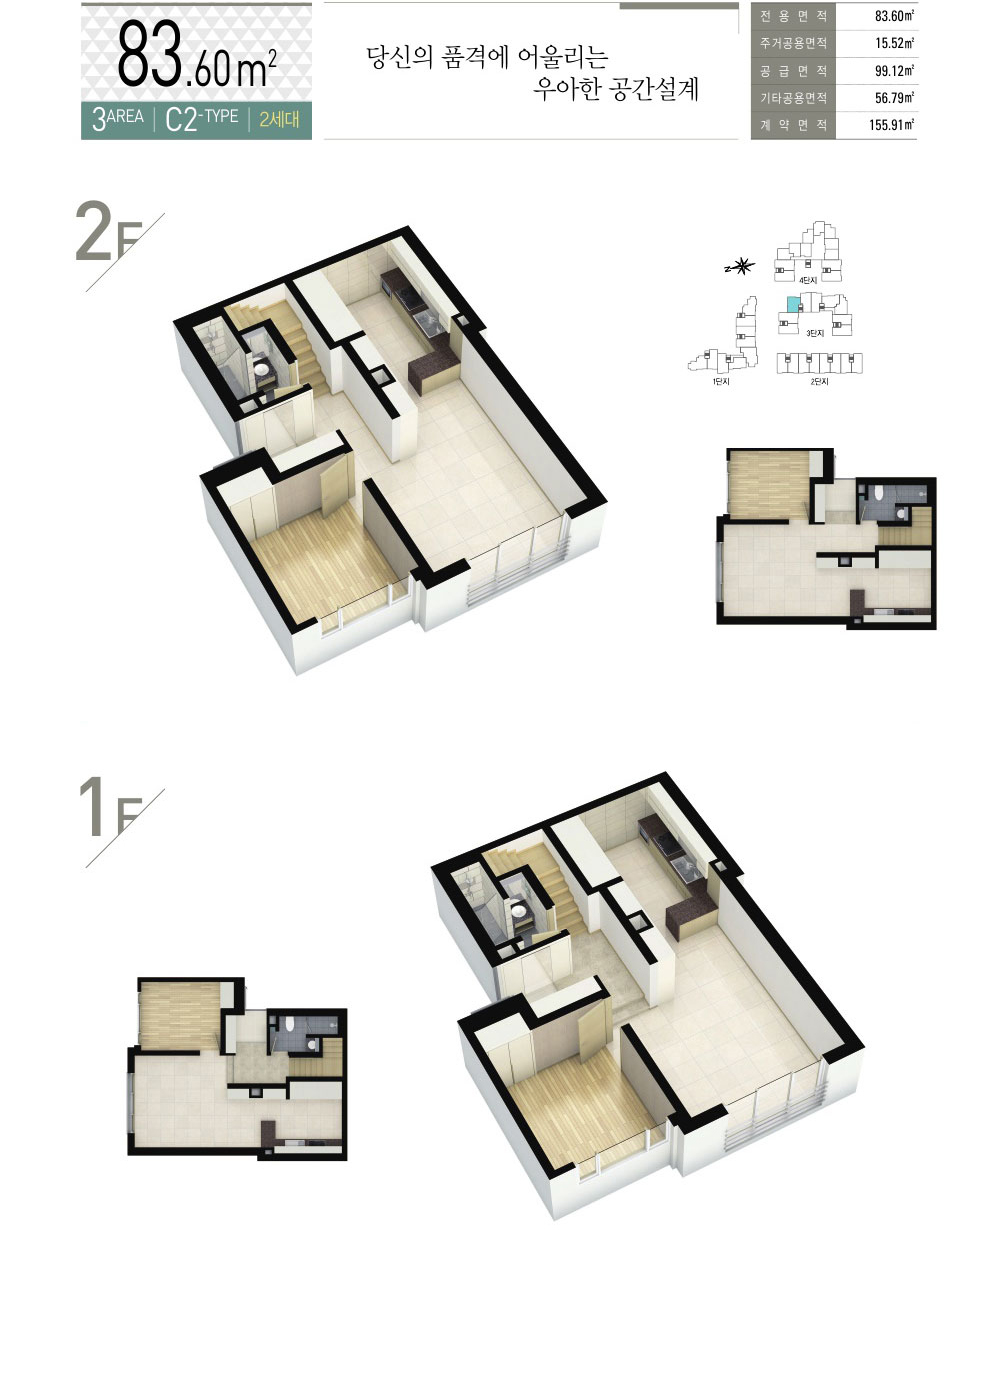 83.60m²
3AREA | C2-TYPE | 2세대
당신의 품격에 어울리는
우아한 공간설계
전용면적 83.60㎡
주거공용면적 15.52㎡
공급면적 99.12㎡
기타공용면적 56.79㎡
계약면적 155.91㎡
2F
N
4단지
3단지
1단지
2단지
1F